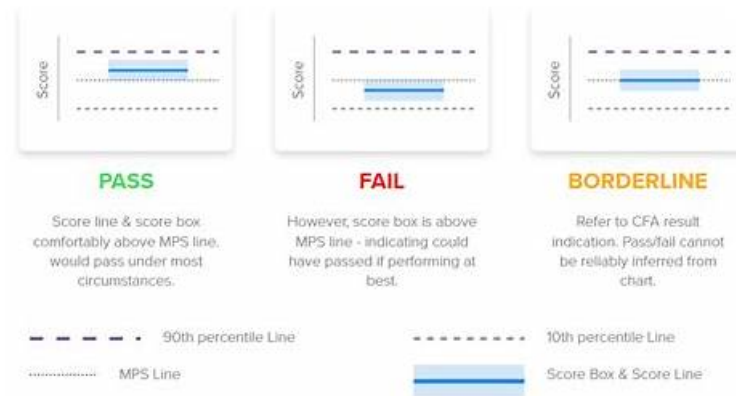 Score
Score
Score
PASS
FAIL
BORDERLINE
Score line & score box
comfortably above MPS line.
would pass under most
circumstances.
However, score box is above
MPS line - indicating could
have passed if performing at
best.
Refer to CFA result
indication. Pass/fail cannot
be reliably inferred from
chart.
90th percentile Line
10th percentile Line
MPS Line
Score Box & Score Line